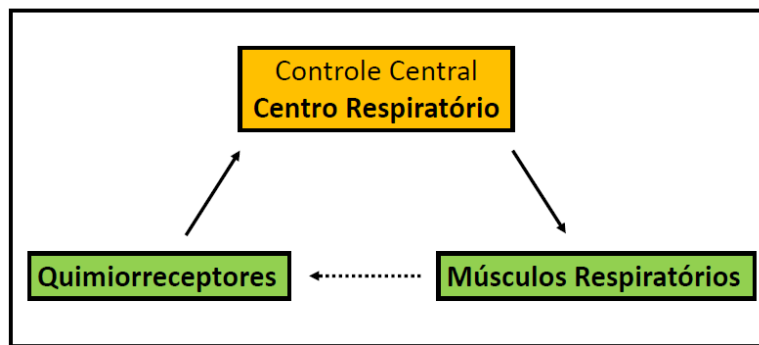 Controle Central
Centro Respiratório
Quimiorreceptores
Músculos Respiratórios